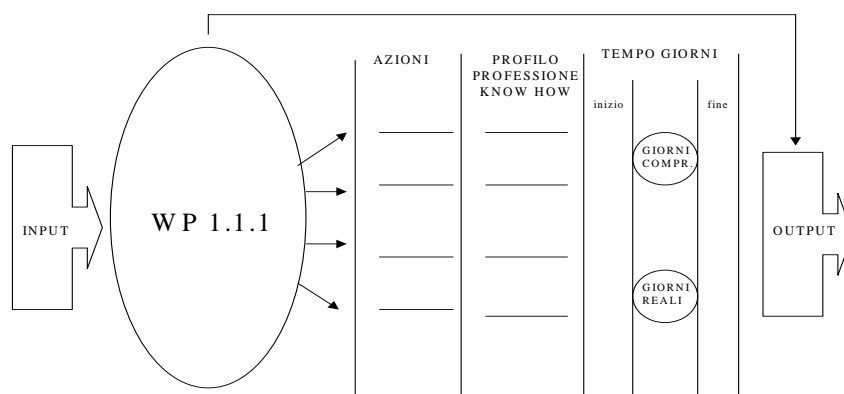 AZIONI
PROFILO
PROFESSIONE
KNOW HOW
TEMPO GIORNI
inizio
fine
GIORNI
COMPR.
INPUT
WP 1.1.1
OUTPUT
GIORNI
REALI